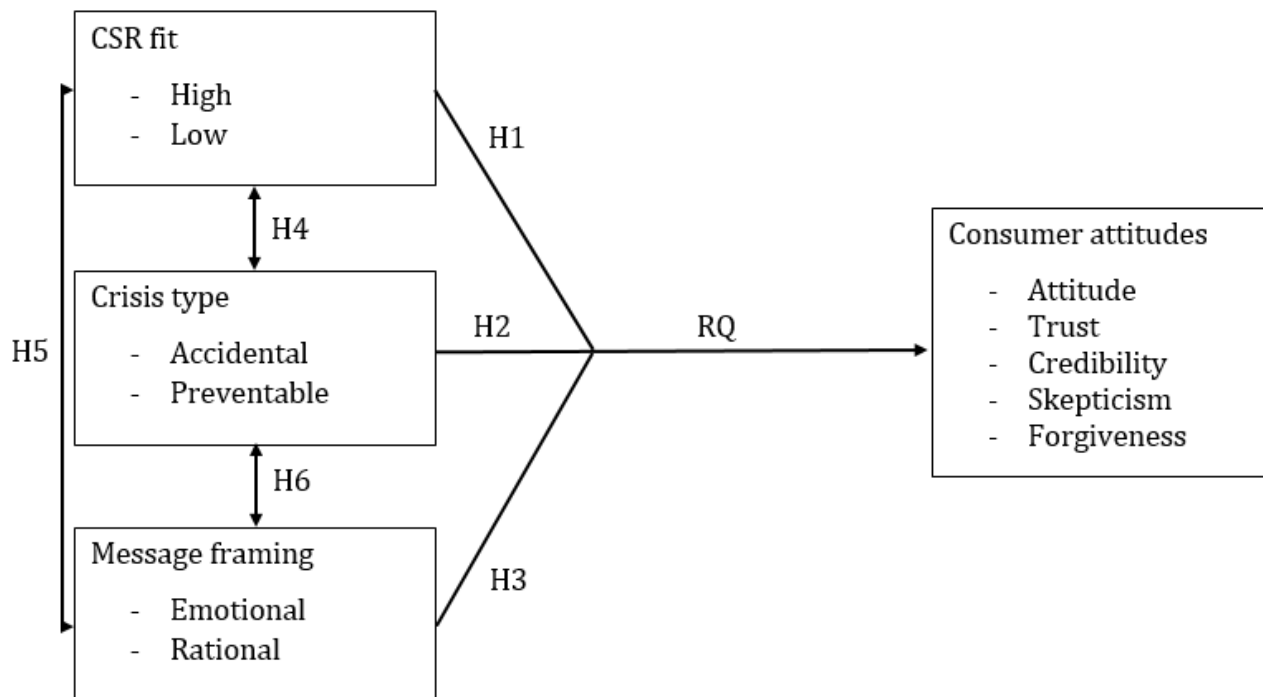 CSR fit
- High
- Low
H1
H4
Crisis type
- Accidental
- Preventable
H2
RQ
H5
Consumer attitudes
- Attitude
- Trust
- Credibility
- Skepticism
- Forgiveness
H6
Message framing
- Emotional
- Rational
H3